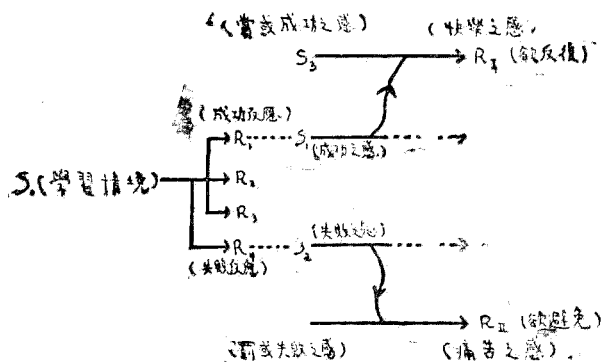 (賞或成功之感) (快樂之感)
S₃ R_I (欲反復)
(成功反應)
R₁ S₁
(成功之感)
S.(學習情境) R₂
R₃
(失敗之感)
R S₂
(失敗反應)
R_II (欲避免)
(罰或失敗之感) (痛苦之感).